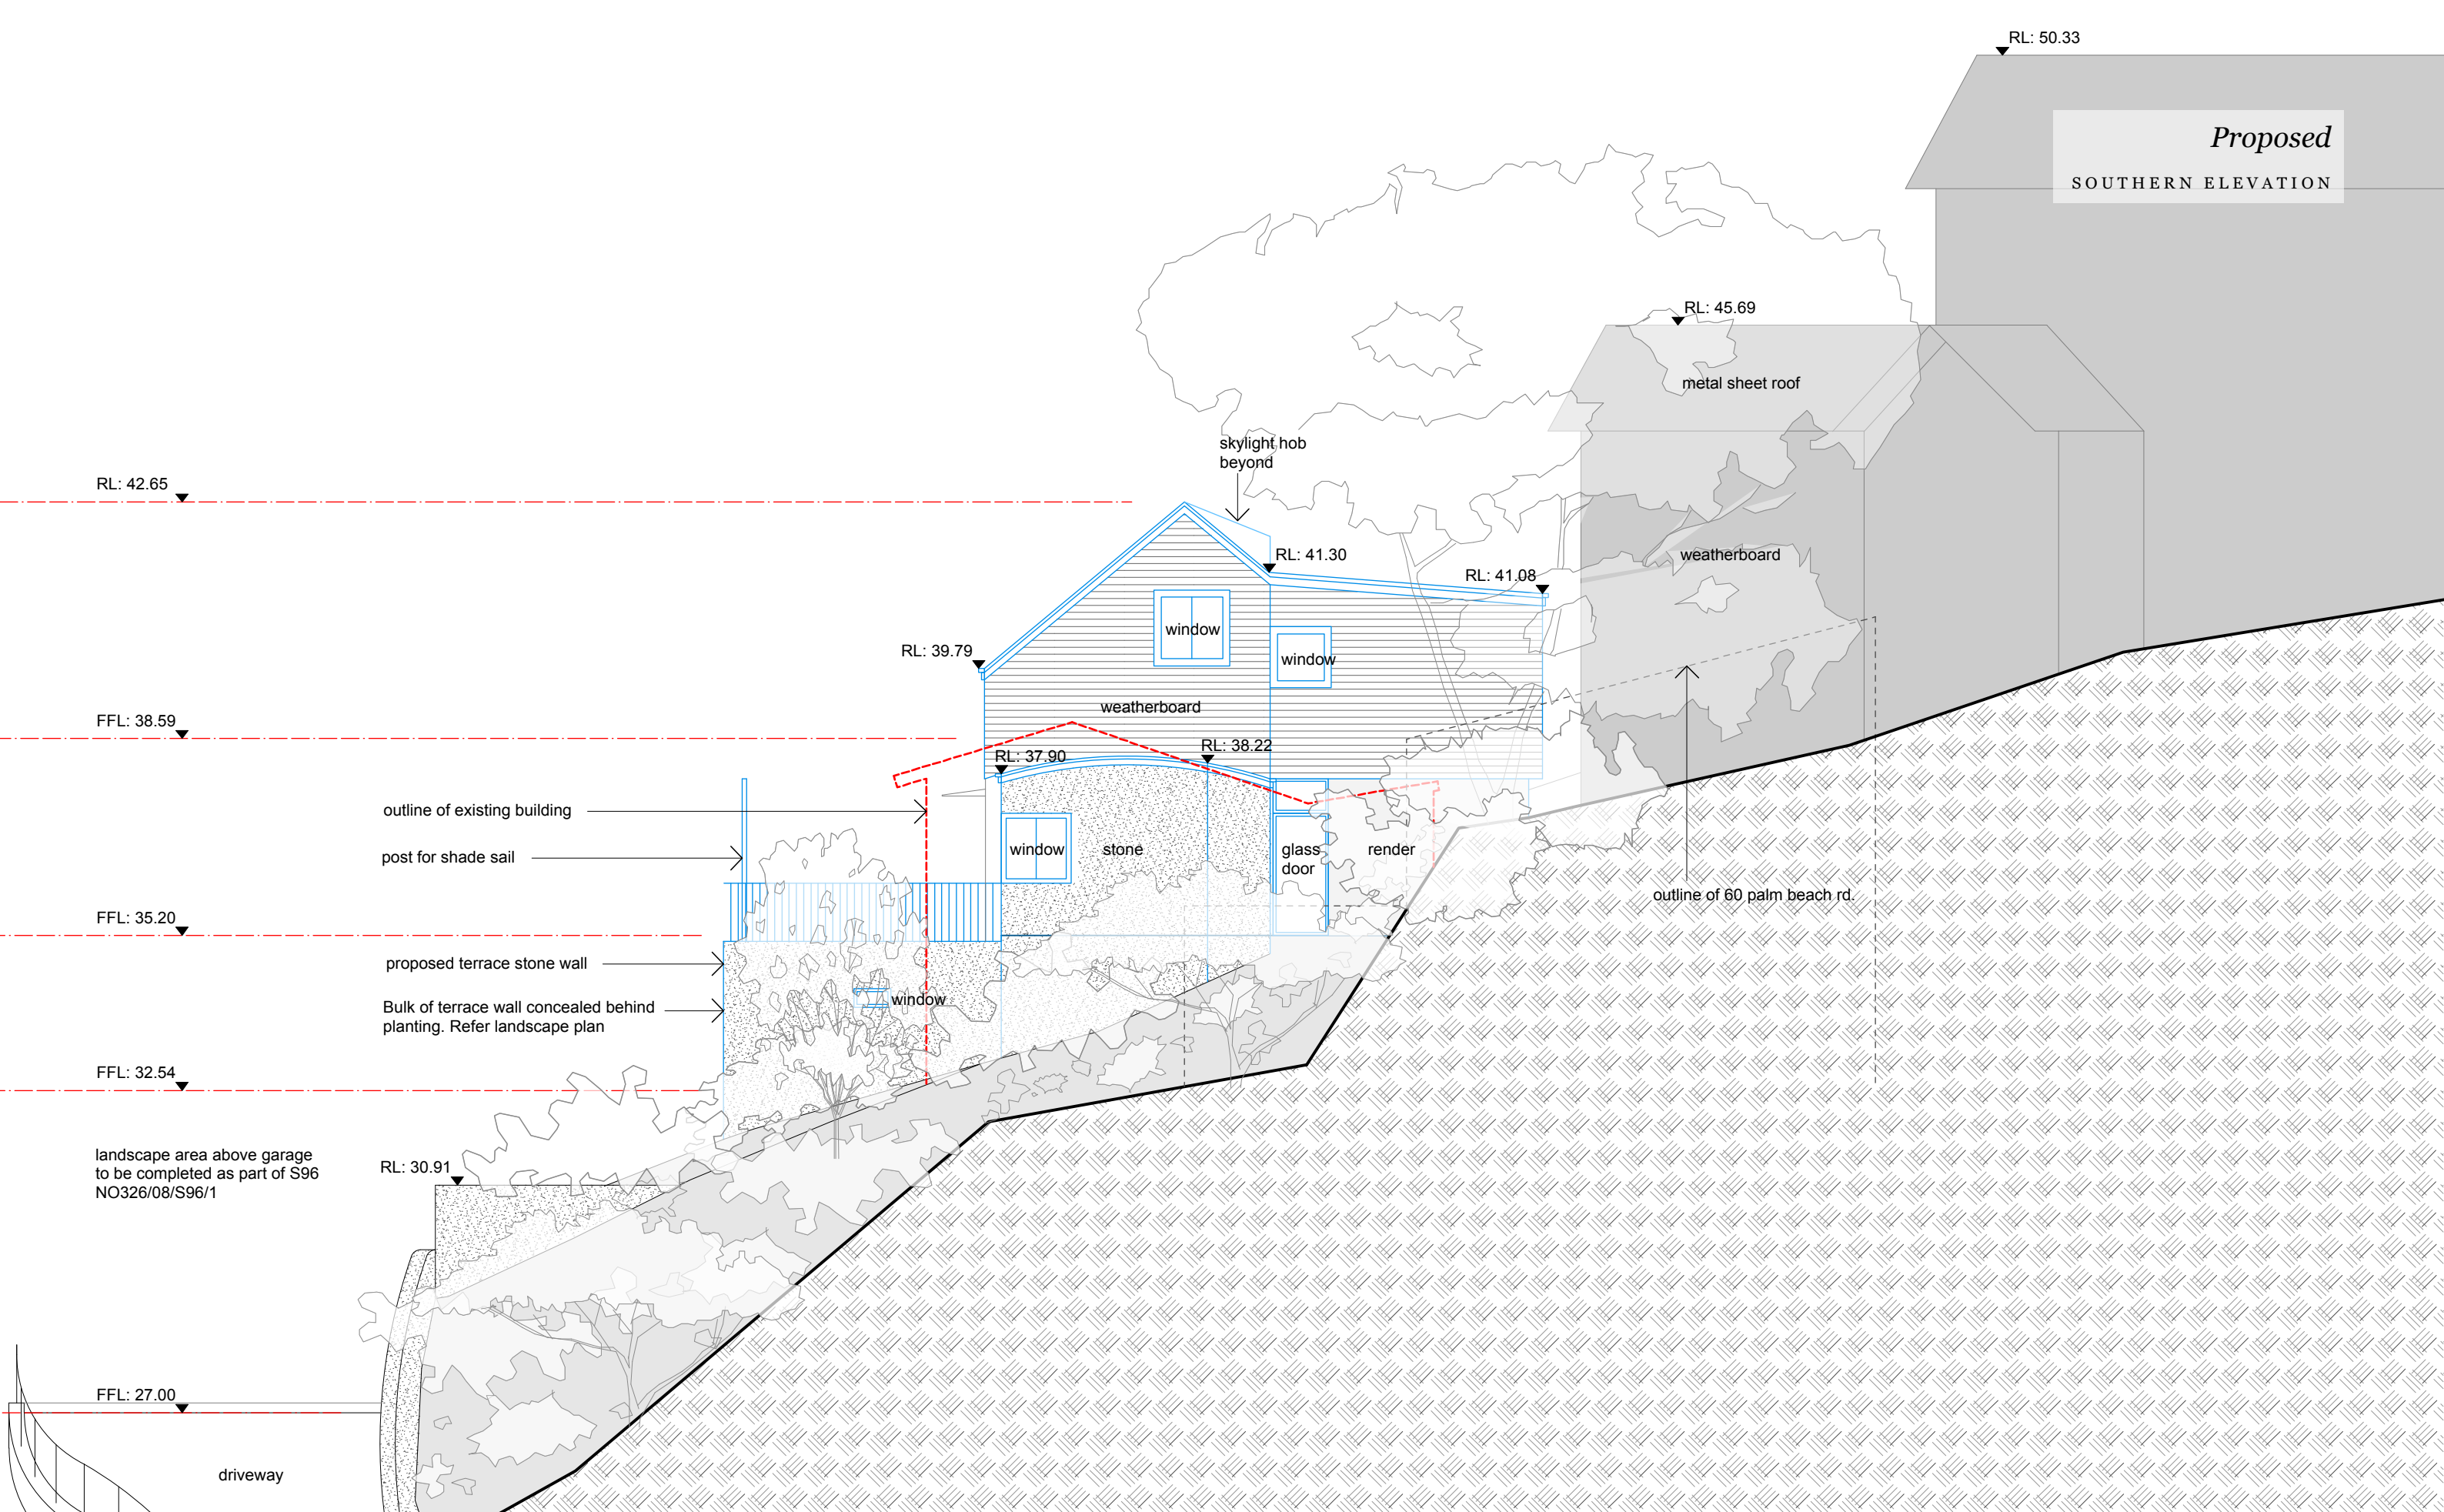 RL: 50.33
Proposed
SOUTHERN ELEVATION
RL: 45.69
metal sheet roof
skylight hob
beyond
RL: 42.65
RL: 41.30
weatherboard
RL: 41.08
window
RL: 39.79
window
weatherboard
FFL: 38.59
RL: 38.22
RL: 37.90
outline of existing building
window
stone
glass
door
render
post for shade sail
outline of 60 palm beach rd.
FFL: 35.20
proposed terrace stone wall
window
Bulk of terrace wall concealed behind
planting. Refer landscape plan
FFL: 32.54
landscape area above garage
to be completed as part of S96
NO326/08/S96/1
RL: 30.91
FFL: 27.00
driveway